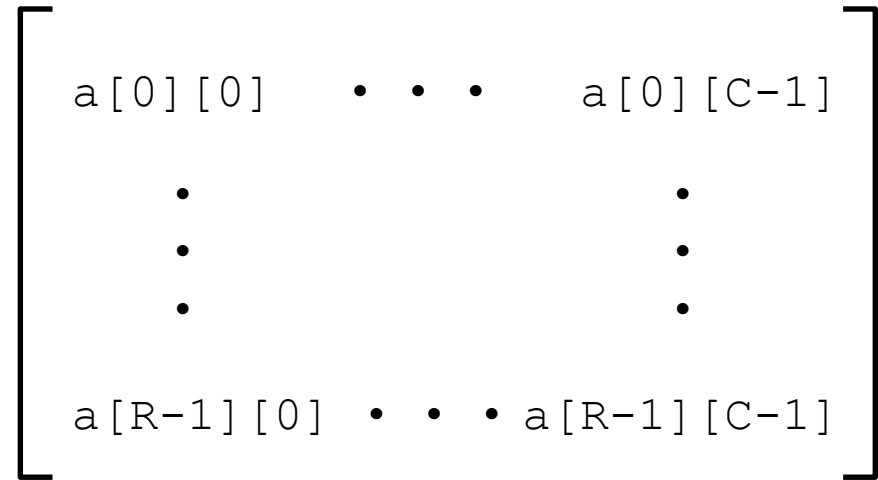 a[0][0] • • • a[0][C-1]
• •
• •
• •
a[R-1][0] • • • a[R-1][C-1]